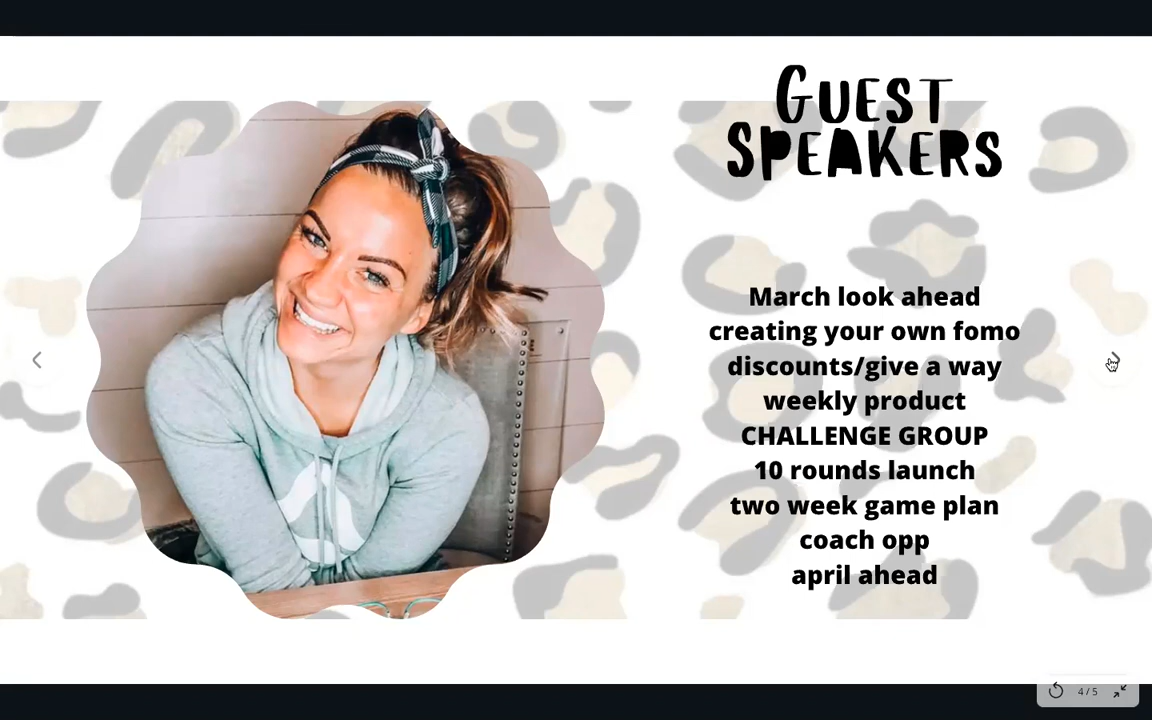 GUEST
SPEAKERS
March look ahead
creating your own fomo
discounts/give a way
weekly product
CHALLENGE GROUP
10 rounds launch
two week game plan
coach opp
april ahead
4 / 5